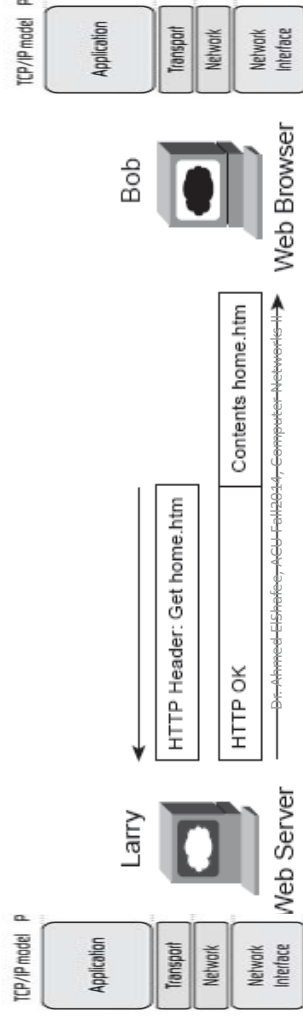 TCP/IP model P
Application
Transport
Network
Network
Interface
Larry
Web Server
HTTP Header: Get home.htm
HTTP OK
Contents home.htm
Dr. Ahmed Elshafee, ACU Fall2014, Computer Networks II
Bob
Web Browser
TCP/IP model P
Application
Transport
Network
Network
Interface